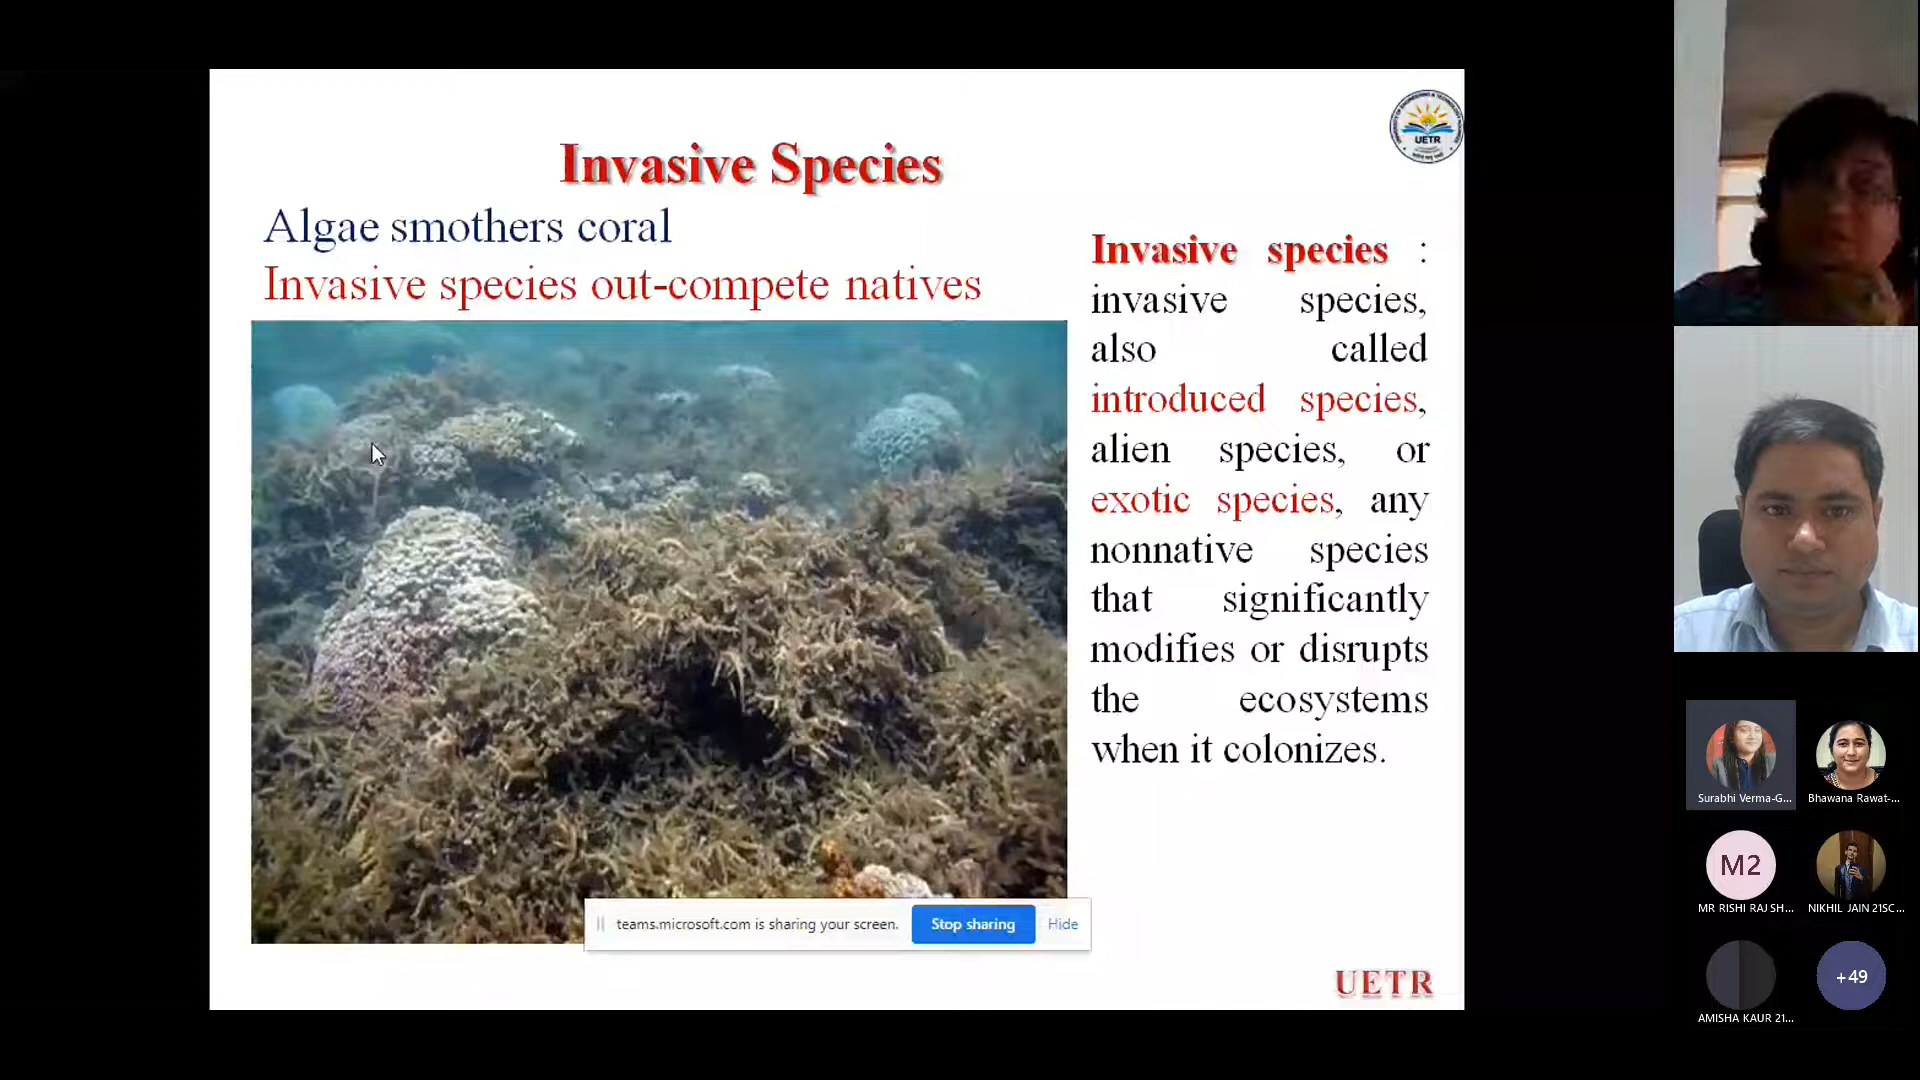 Invasive Species
Algae smothers coral
Invasive species out-compete natives
Invasive species :
invasive species,
also called
introduced species,
alien species, or
exotic species, any
nonnative species
that significantly
modifies or disrupts
the ecosystems
when it colonizes.
teams.microsoft.com is sharing your screen.
Stop sharing
Hide
UETR
UETR
Surabhi Verma-G...
Bhawana Rawat-...
M2
MR RISHI RAJ SH...
NIKHIL JAIN 21SC...
AMISHA KAUR 21...
+49